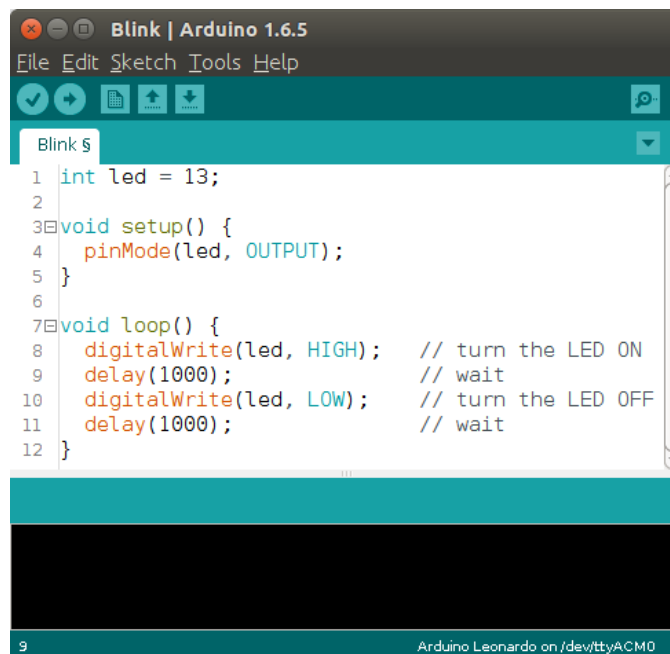 Blink | Arduino 1.6.5
File Edit Sketch Tools Help
Blink §
1 int led = 13;
2
3 void setup() {
4   pinMode(led, OUTPUT);
5 }
6
7 void loop() {
8   digitalWrite(led, HIGH);   // turn the LED ON
9   delay(1000);               // wait
10   digitalWrite(led, LOW);    // turn the LED OFF
11   delay(1000);               // wait
12 }
9 Arduino Leonardo on /dev/ttyACM0